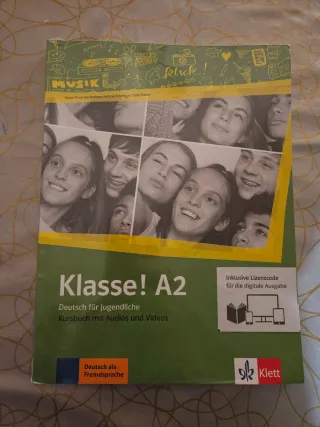 MUSIK
Klasse! A2
Deutsch für Jugendliche
Kursbuch mit Audios und Videos
Inklusive Lizenzcode
für die digitale Ausgabe
Deutsch als
Fremdsprache
Klett